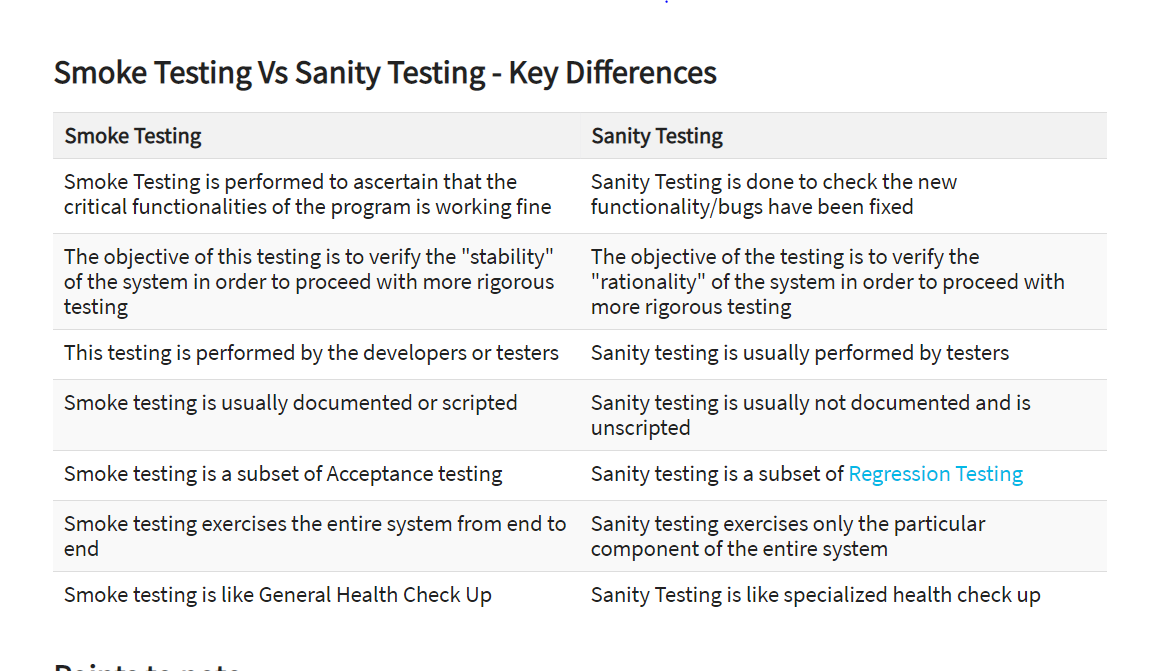 Smoke Testing Vs Sanity Testing - Key Differences
Smoke Testing
Sanity Testing
Smoke Testing is performed to ascertain that the
critical functionalities of the program is working fine
Sanity Testing is done to check the new
functionality/bugs have been fixed
The objective of this testing is to verify the "stability"
of the system in order to proceed with more rigorous
testing
The objective of the testing is to verify the
"rationality" of the system in order to proceed with
more rigorous testing
This testing is performed by the developers or testers
Sanity testing is usually performed by testers
Smoke testing is usually documented or scripted
Sanity testing is usually not documented and is
unscripted
Smoke testing is a subset of Acceptance testing
Sanity testing is a subset of Regression Testing
Smoke testing exercises the entire system from end to
end
Sanity testing exercises only the particular
component of the entire system
Smoke testing is like General Health Check Up
Sanity Testing is like specialized health check up
Points to note